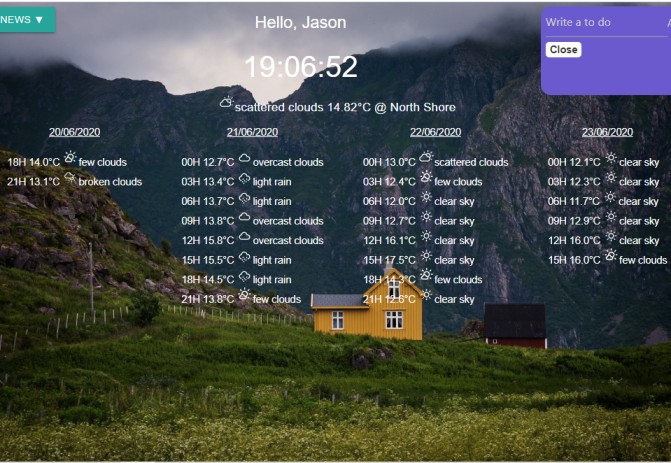 NEWS ▼
Hello, Jason
Write a to do
Close
19:06:52
scattered clouds 14.82°C @ North Shore
20/06/2020
18H 14.0°C few clouds
21H 13.1°C broken clouds
21/06/2020
00H 12.7°C overcast clouds
03H 13.4°C light rain
06H 13.7°C light rain
09H 13.8°C overcast clouds
12H 15.8°C overcast clouds
15H 15.5°C light rain
18H 14.5°C light rain
21H 13.8°C few clouds
22/06/2020
00H 13.0°C scattered clouds
03H 12.4°C few clouds
06H 12.0°C clear sky
09H 12.7°C clear sky
12H 16.1°C clear sky
15H 17.5°C clear sky
18H 14.3°C few clouds
21H 12.6°C clear sky
23/06/2020
00H 12.1°C clear sky
03H 12.3°C clear sky
06H 11.7°C clear sky
09H 12.9°C clear sky
12H 16.0°C clear sky
15H 16.0°C few clouds